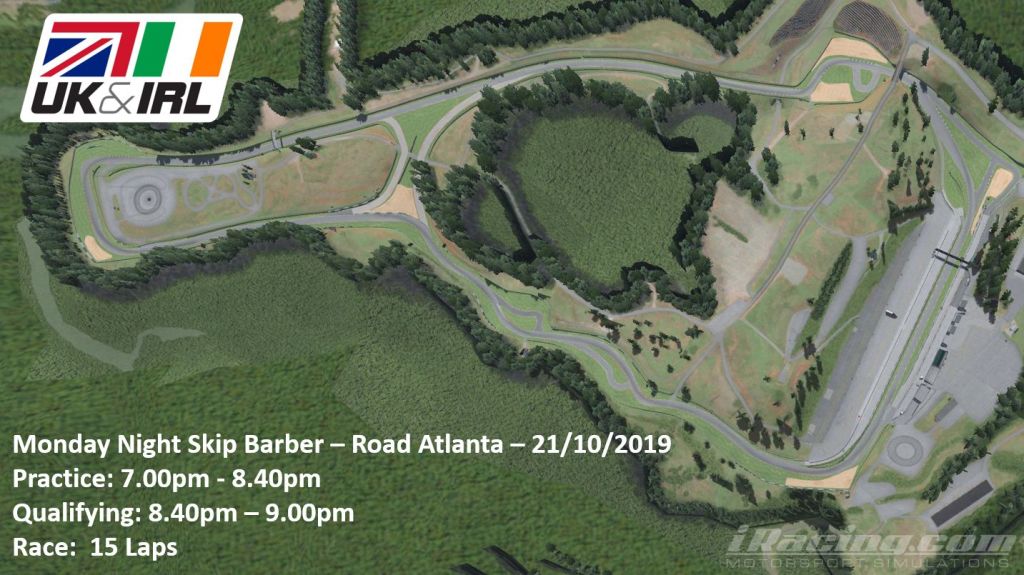 UK&IRL
Monday Night Skip Barber – Road Atlanta – 21/10/2019
Practice: 7.00pm - 8.40pm
Qualifying: 8.40pm – 9.00pm
Race: 15 Laps
iRacing.com
MOTORSPORT SIMULATIONS